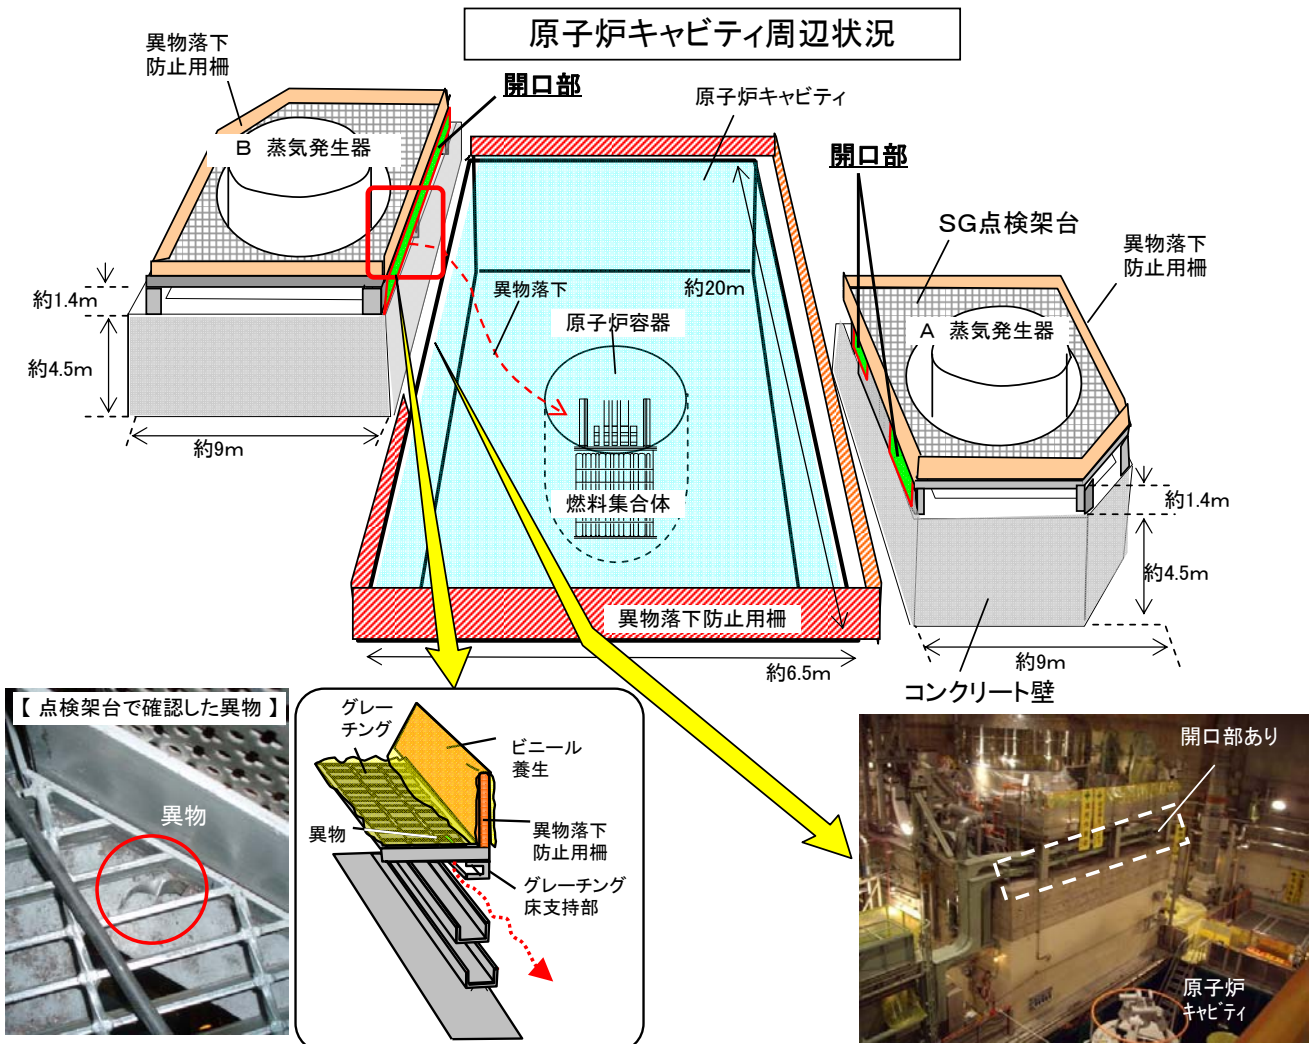 原子炉キャビティ周辺状況
異物落下
防止用柵
開口部
原子炉キャビティ
B 蒸気発生器
開口部
SG点検架台
異物落下
防止用柵
約1.4m
異物落下
約20m
原子炉容器
A 蒸気発生器
約4.5m
約9m
燃料集合体
約1.4m
約4.5m
異物落下防止用柵
約6.5m
約9m
コンクリート壁
【 点検架台で確認した異物 】
異物
グレー
チング
ビニール
養生
異物
異物落下
防止用柵
グレーチング
床支持部
開口部あり
原子炉
キャビティ